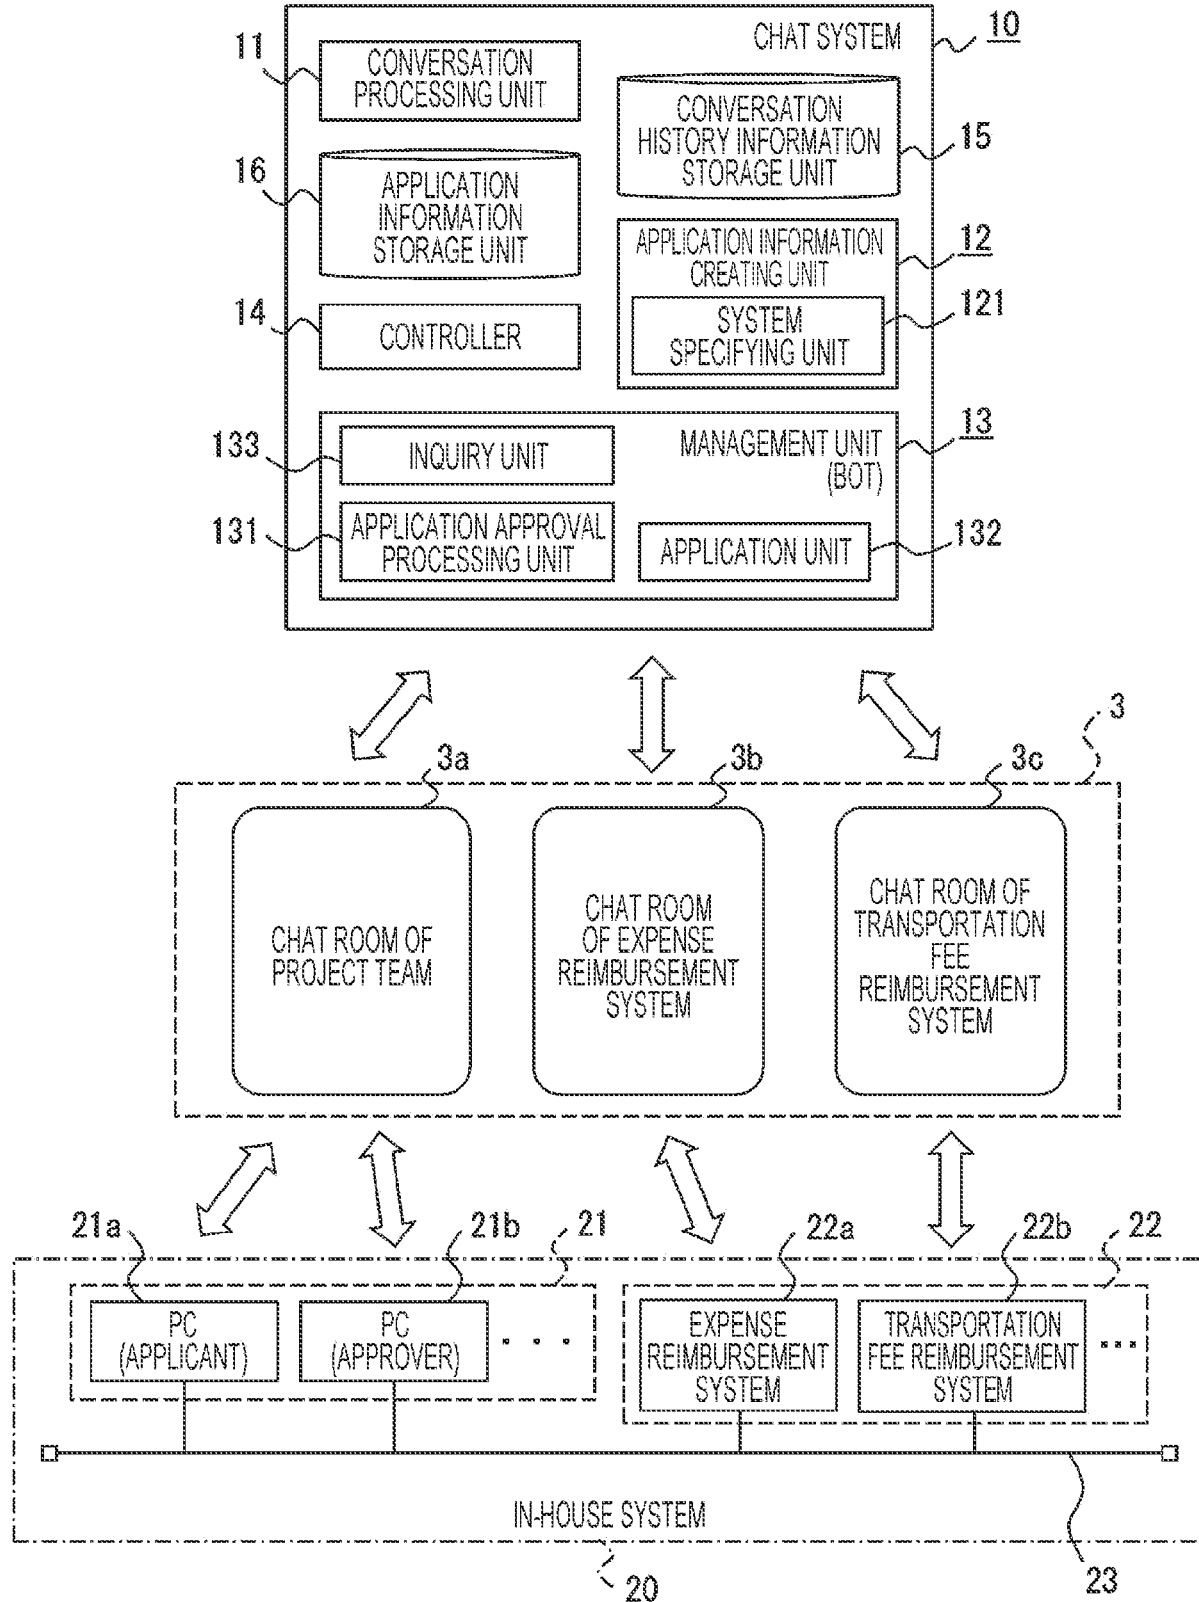 CHAT SYSTEM
10
11
CONVERSATION
PROCESSING UNIT
CONVERSATION
HISTORY INFORMATION
STORAGE UNIT
15
16
APPLICATION
INFORMATION
STORAGE UNIT
APPLICATION INFORMATION
CREATING UNIT
12
SYSTEM
SPECIFYING UNIT
121
14
CONTROLLER
133
INQUIRY UNIT
MANAGEMENT UNIT
(BOT)
13
131
APPLICATION APPROVAL
PROCESSING UNIT
APPLICATION UNIT
132
3
3a
3b
3c
CHAT ROOM OF
PROJECT TEAM
CHAT ROOM
OF EXPENSE
REIMBURSEMENT
SYSTEM
CHAT ROOM OF
TRANSPORTATION
FEE
REIMBURSEMENT
SYSTEM
21a
21b
21
22a
22b
22
PC
(APPLICANT)
PC
(APPROVER)
. . .
EXPENSE
REIMBURSEMENT
SYSTEM
TRANSPORTATION
FEE REIMBURSEMENT
SYSTEM
...
IN-HOUSE SYSTEM
20
23